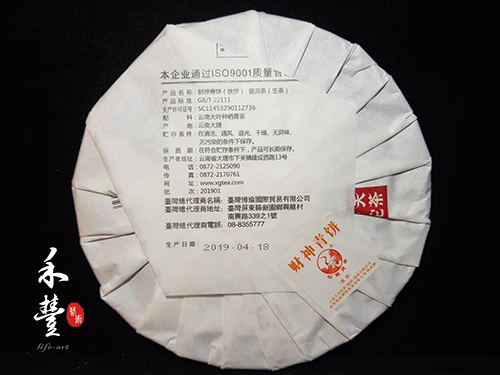 本企业通过ISO9001质量管
产品名称：财神青饼（铁饼） 普洱茶（生茶）
产品标准号：GB/T 22111
生产许可证号：SC11453290112736
配 料：云南大叶种晒青茶
产 地：云南大理
贮存条件：在清洁、通风、避光、干燥、无异味、
无污染的条件下保存。
保 质 期：在符合贮存条件下，产品可长期保存。
生产者地址：云南省大理市下关镇建设西路13号
电 话：0872-2125090
传 真：0872-2170761
网 址：www.xgtea.com
批 次：201901
臺灣總代理商名稱：臺灣博瑜國際貿易有限公司
臺灣總代理商地址：臺灣屏東縣新園鄉興龍村
南興路339之1號
臺灣總代理商電話：08-8355777
生产日期：2019-04-18
财神青饼
茶
禾豐
藝術
life-art